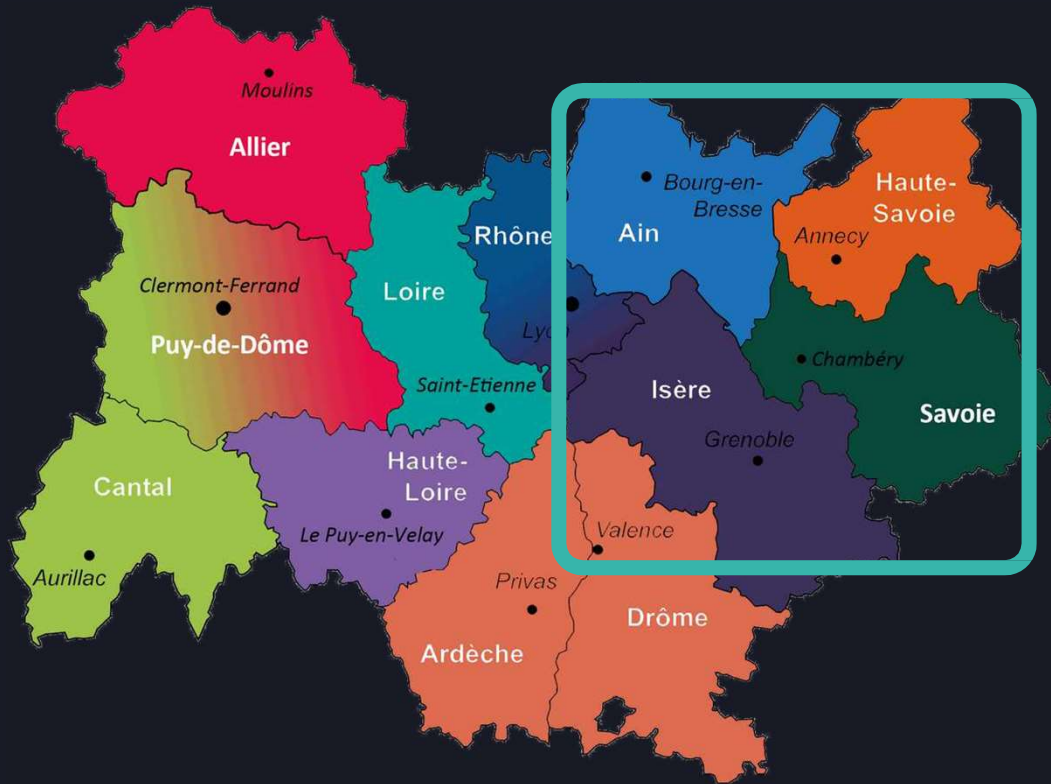 Moulins
Allier
Bourg-en-
Bresse
Haute-
Savoie
Rhône
Ain
Annecy
Clermont-Ferrand
Loire
Lyon
Puy-de-Dôme
Chambéry
Saint-Etienne
Isère
Savoie
Grenoble
Haute-
Loire
Cantal
Le Puy-en-Velay
Valence
Aurillac
Privas
Drôme
Ardèche